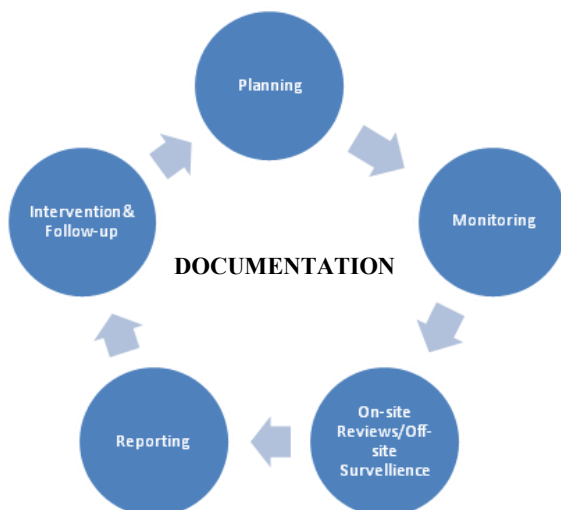 Planning
Monitoring
On-site
Reviews/Off-
site
Survellience
Reporting
Intervention&
Follow-up
DOCUMENTATION